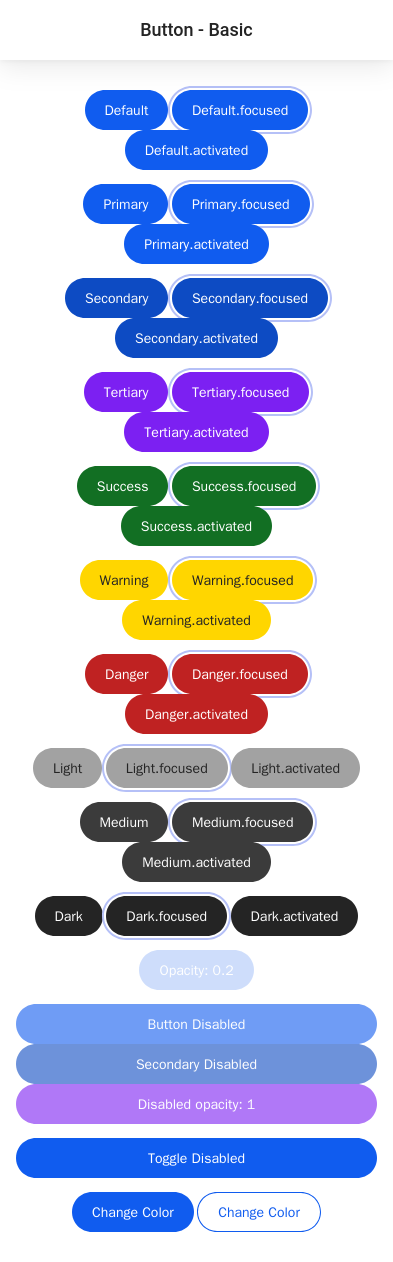 Button - Basic
Default Default.focused
Default.activated
Primary Primary.focused
Primary.activated
Secondary Secondary.focused
Secondary.activated
Tertiary Tertiary.focused
Tertiary.activated
Success Success.focused
Success.activated
Warning Warning.focused
Warning.activated
Danger Danger.focused
Danger.activated
Light Light.focused Light.activated
Medium Medium.focused
Medium.activated
Dark Dark.focused Dark.activated
Opacity: 0.2
Button Disabled
Secondary Disabled
Disabled opacity: 1
Toggle Disabled
Change Color Change Color